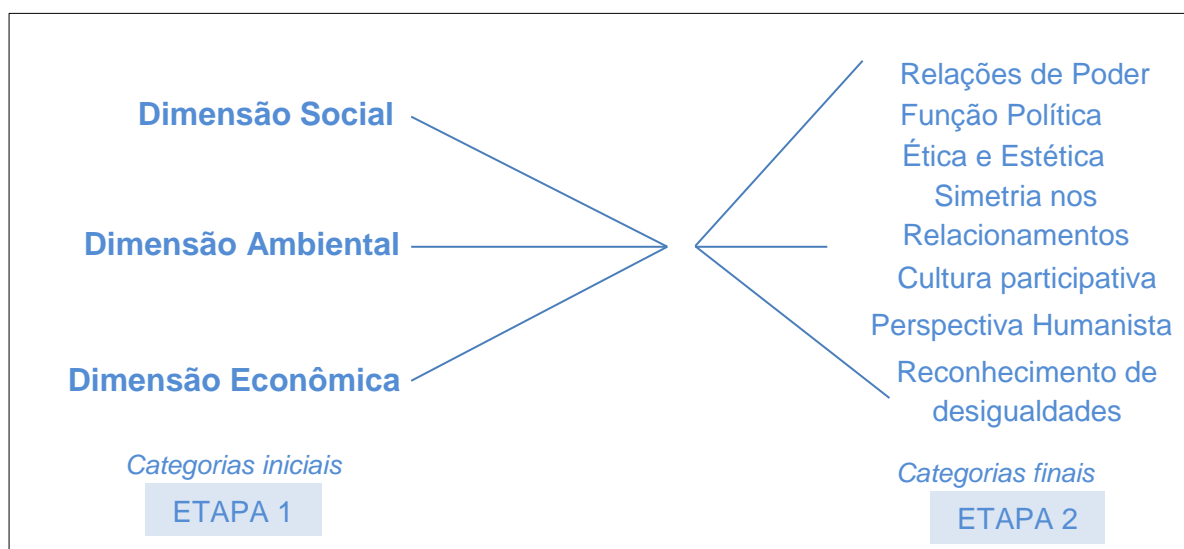 Dimensão Social
Dimensão Ambiental
Dimensão Econômica
Categorias iniciais
ETAPA 1
Relações de Poder
Função Política
Ética e Estética
Simetria nos
Relacionamentos
Cultura participativa
Perspectiva Humanista
Reconhecimento de
desigualdades
Categorias finais
ETAPA 2